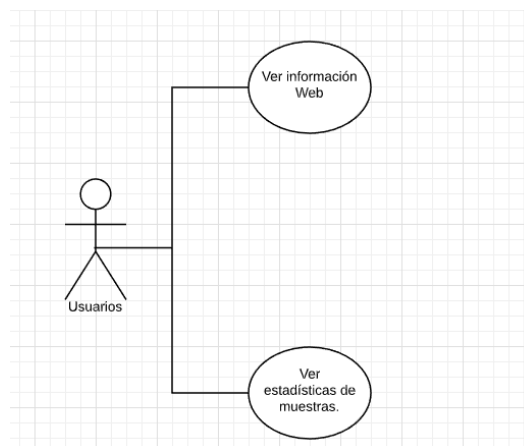 Ver información
Web
Usuarios
Ver
estadísticas de
muestras.